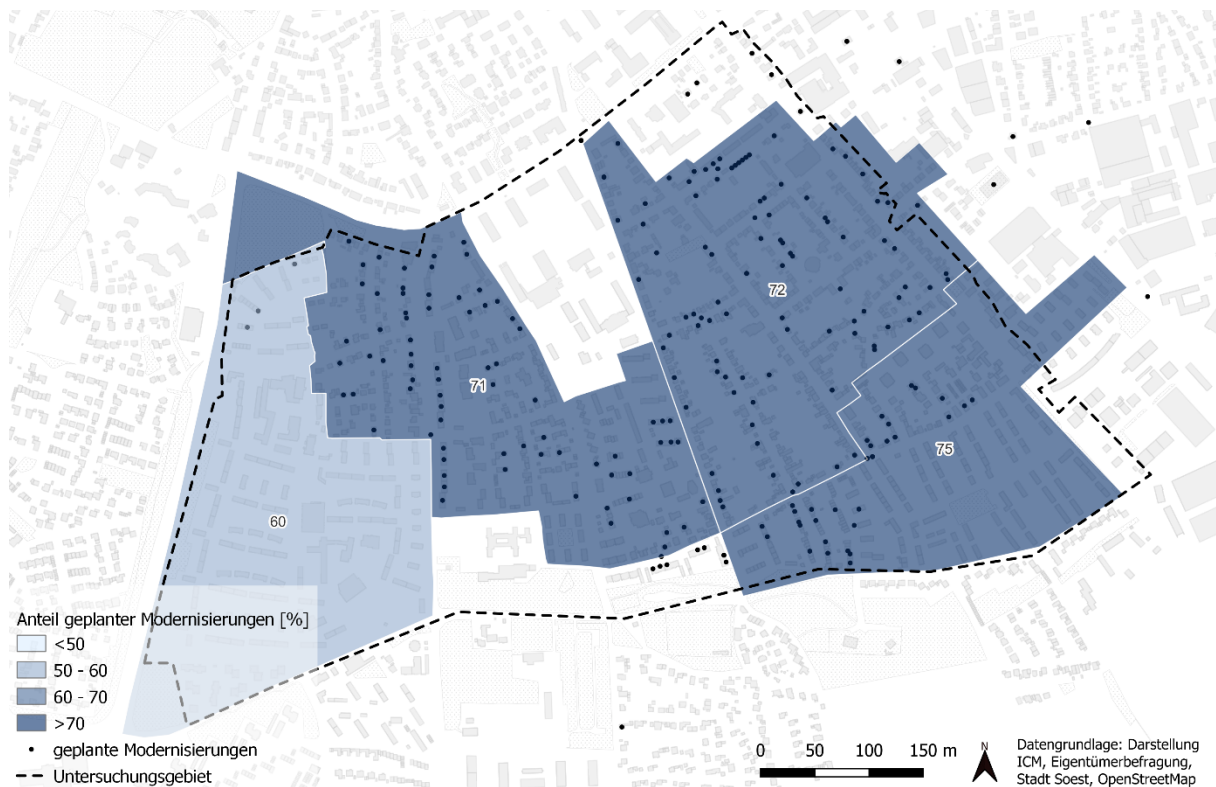 72
71
75
60
Anteil geplanter Modernisierungen [%]
<50
50 - 60
60 - 70
>70
geplante Modernisierungen
Untersuchungsgebiet
0 50 100 150 m
N
Datengrundlage: Darstellung
ICM, Eigentümerbefragung,
Stadt Soest, OpenStreetMap